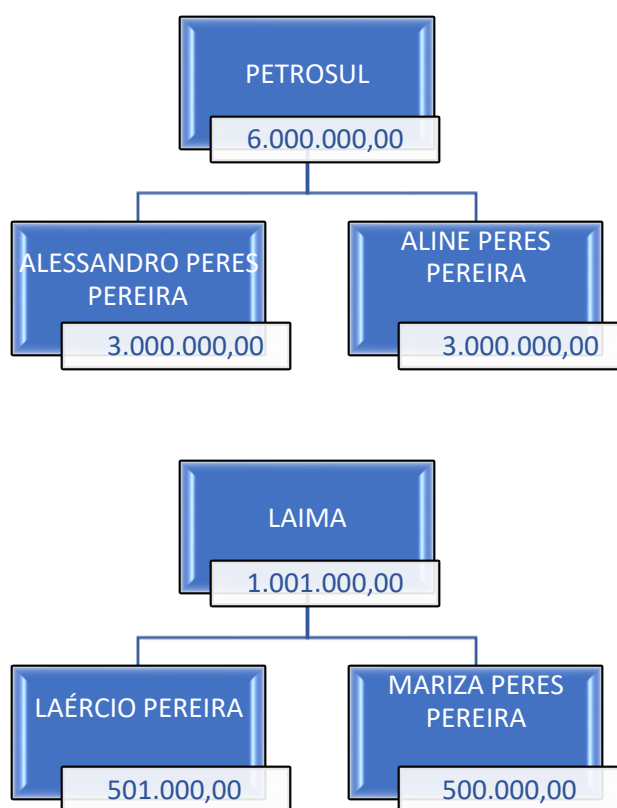 PETROSUL
6.000.000,00
ALESSANDRO PERES
PEREIRA
3.000.000,00
ALINE PERES
PEREIRA
3.000.000,00
LAIMA
1.001.000,00
LAÉRCIO PEREIRA
501.000,00
MARIZA PERES
PEREIRA
500.000,00